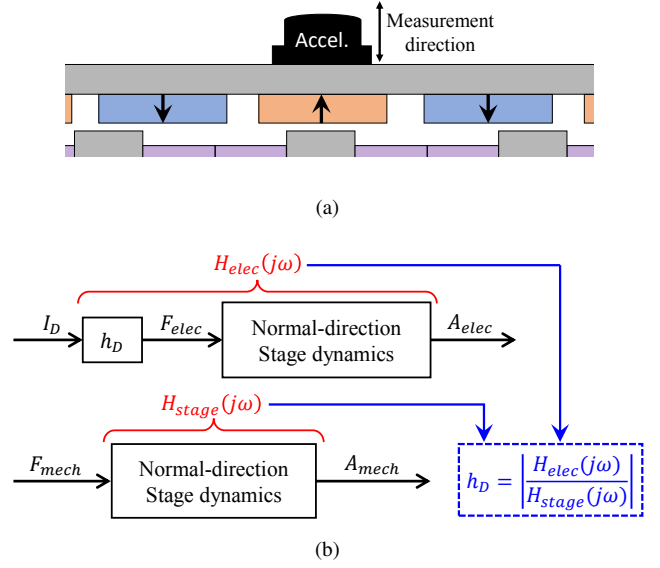 Accel.
Measurement
direction
(a)
H_elec(jω)
I_D
h_D
F_elec
Normal-direction
Stage dynamics
A_elec
H_stage(jω)
F_mech
Normal-direction
Stage dynamics
A_mech
h_D = |H_elec(jω)/H_stage(jω)|
(b)